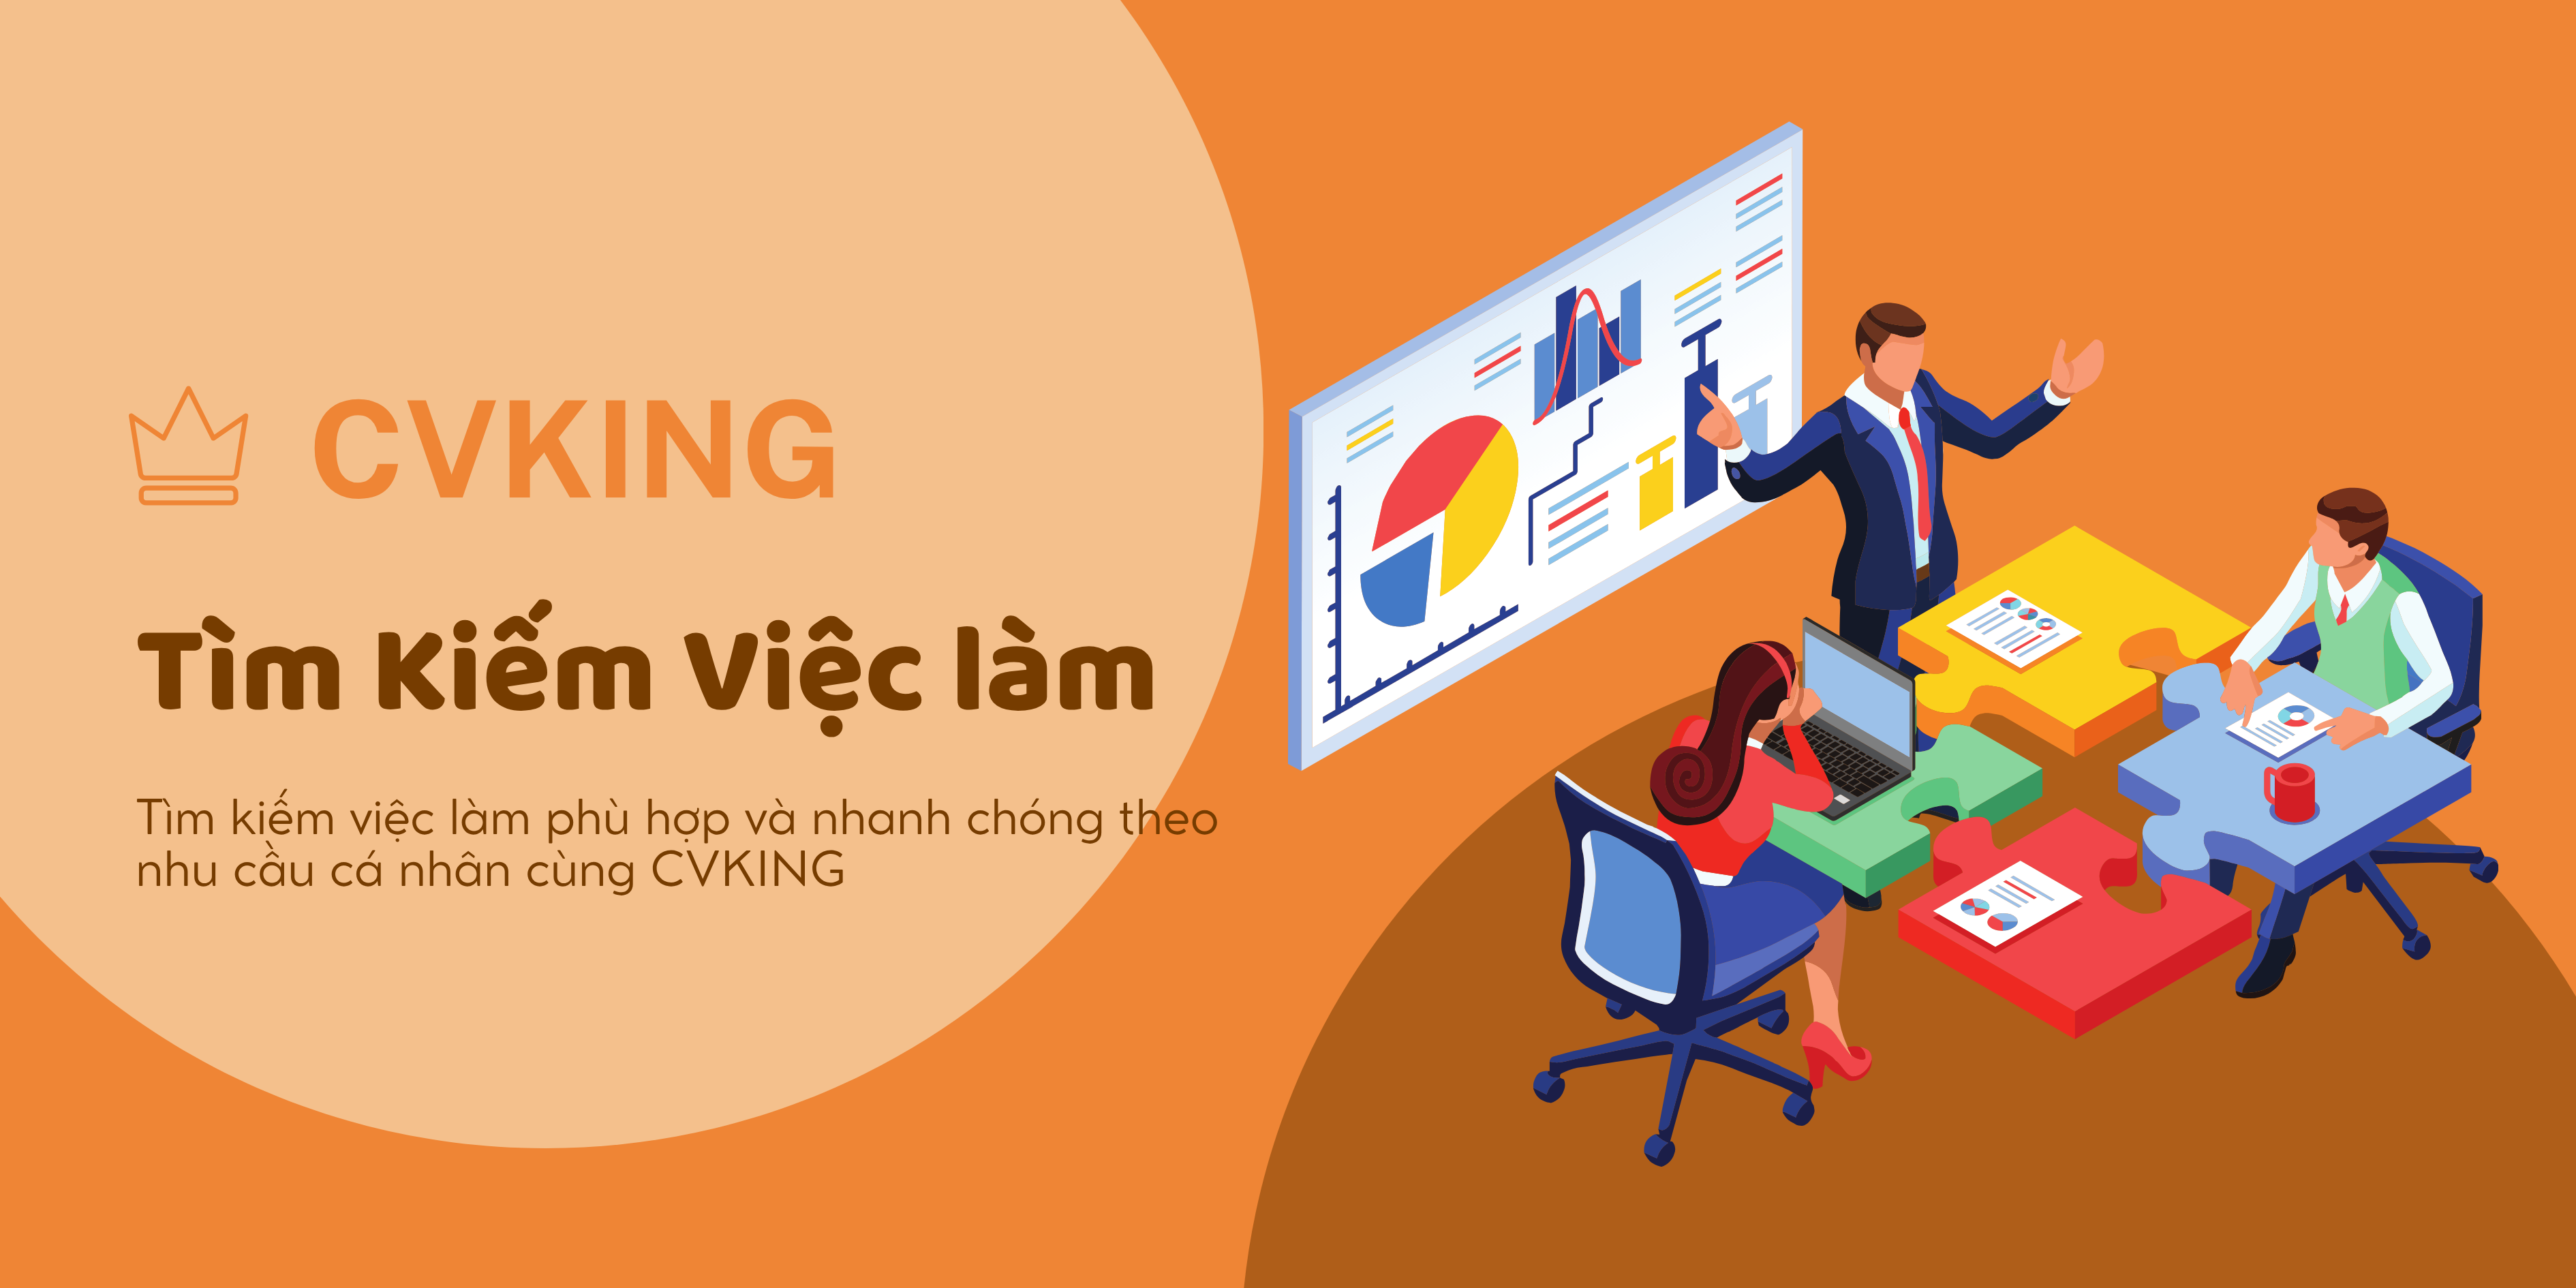 CVKING
Tìm Kiếm Việc làm
Tìm kiếm việc làm phù hợp và nhanh chóng theo
nhu cầu cá nhân cùng CVKING